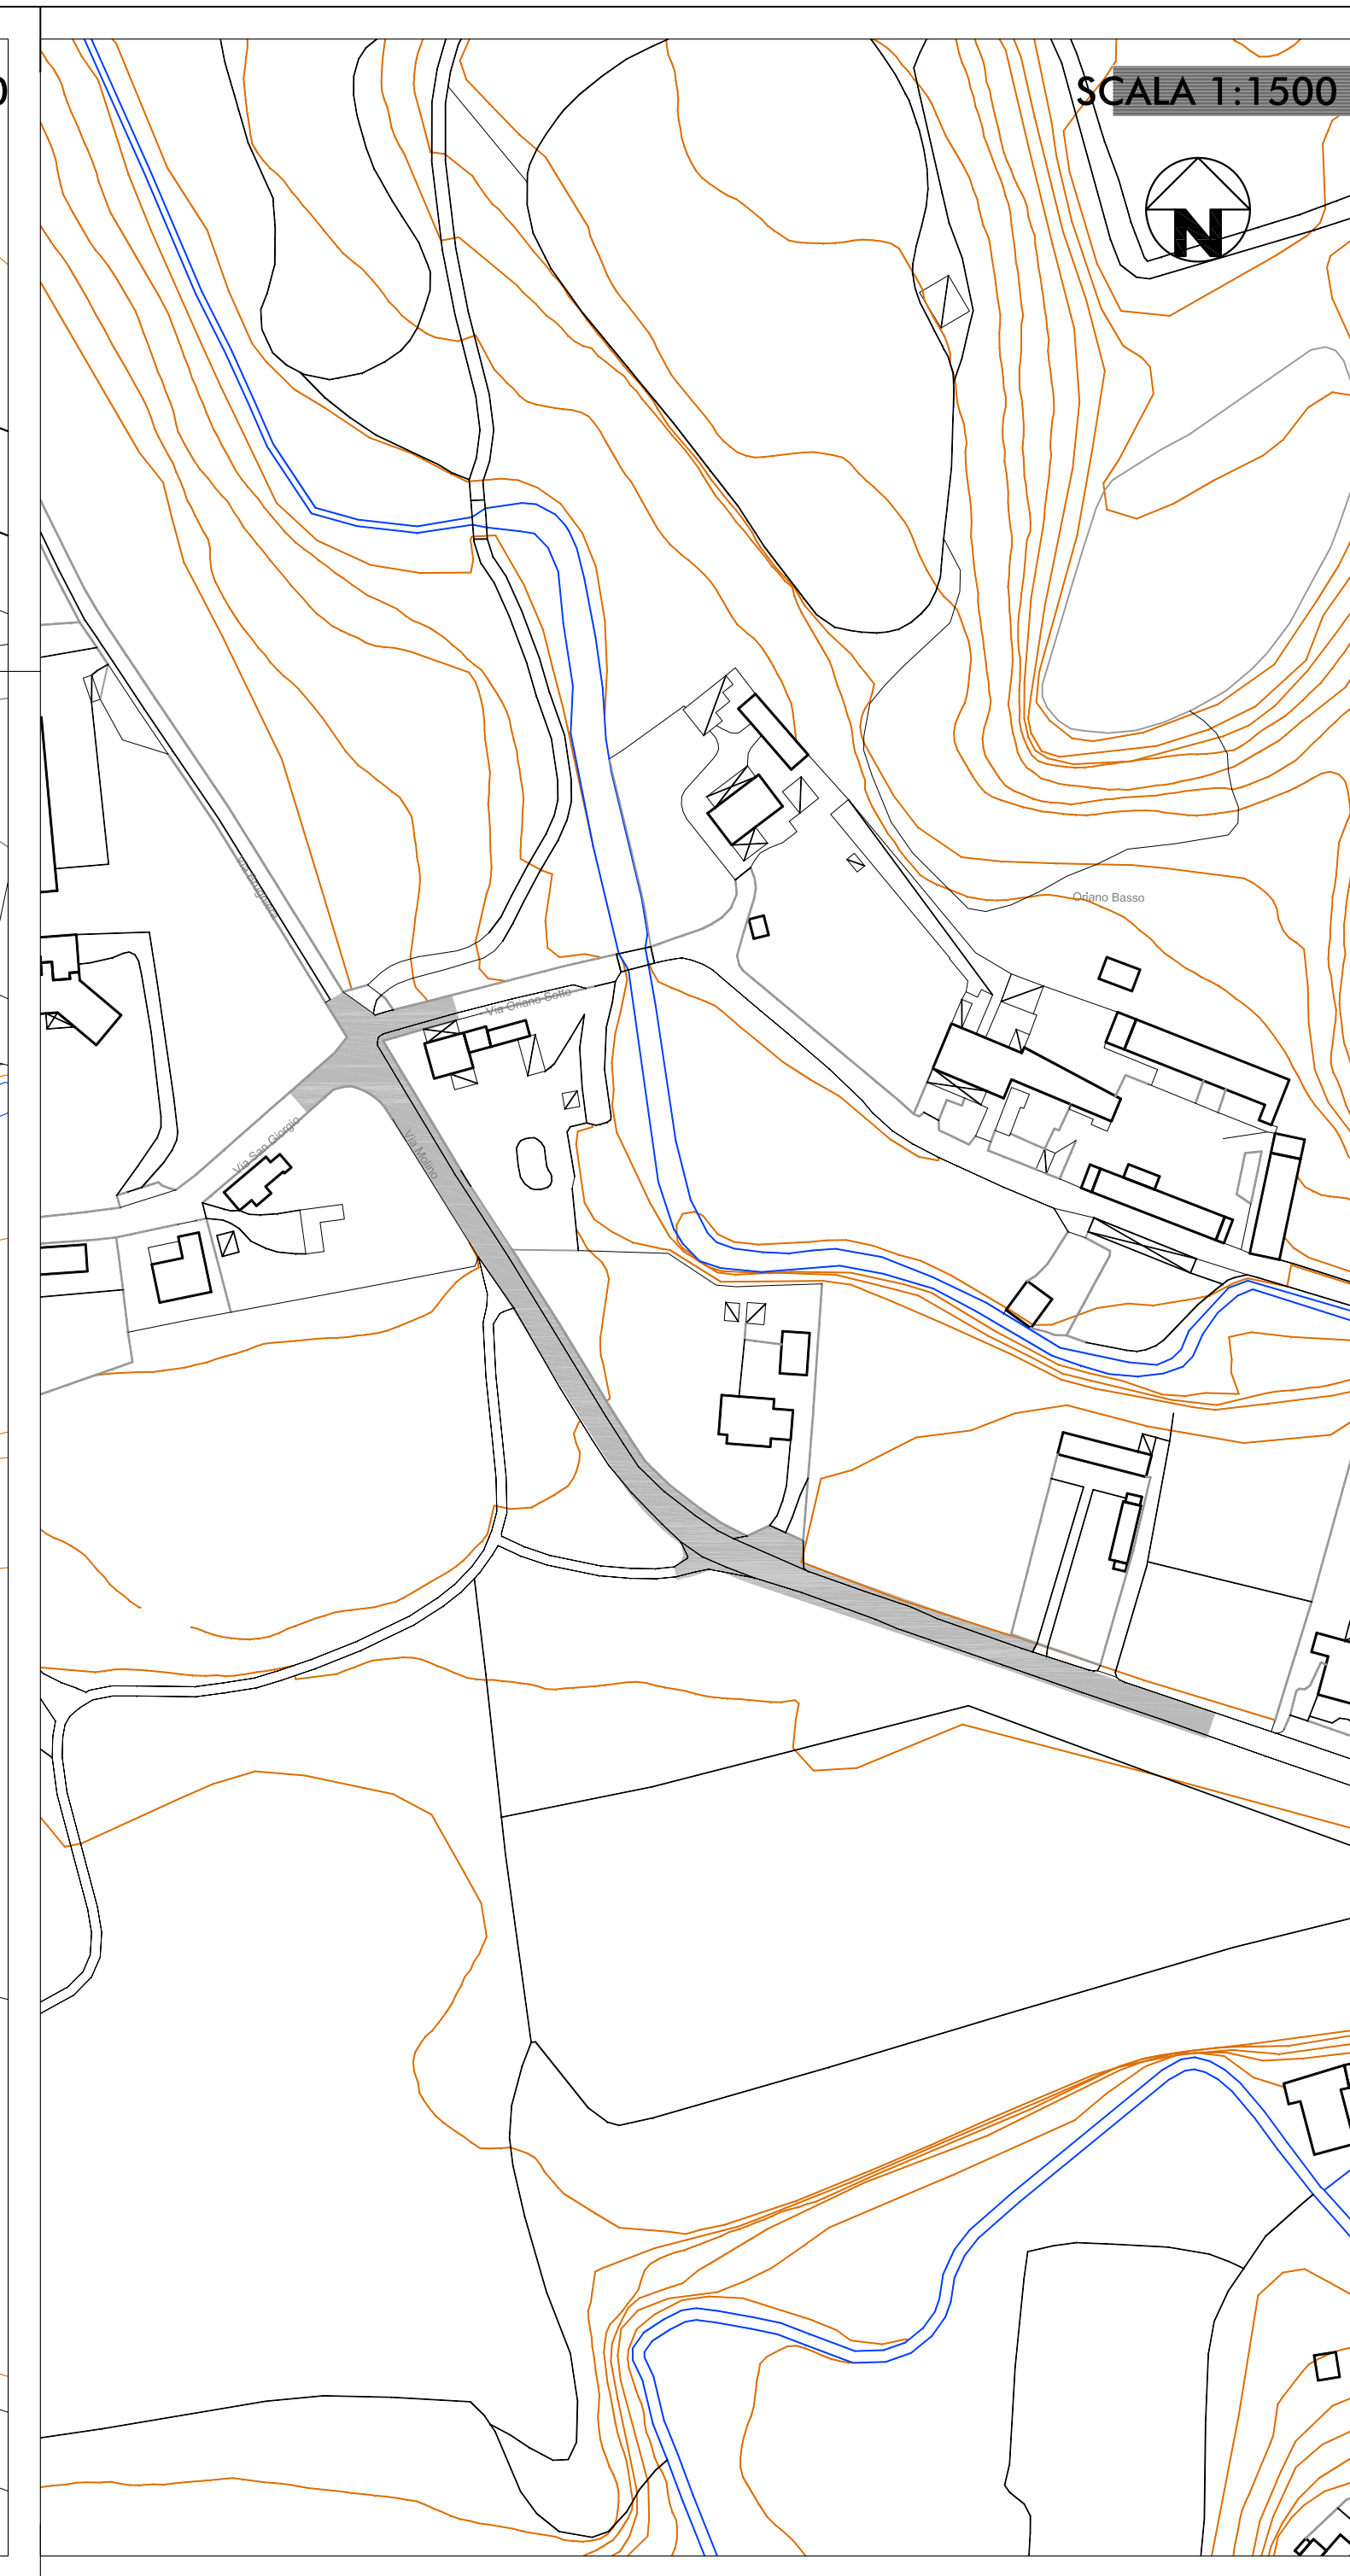 SCALA 1:1500
N
Oriano Basso
Via Oriano Sotto
Via San Giorgio
Via Molino